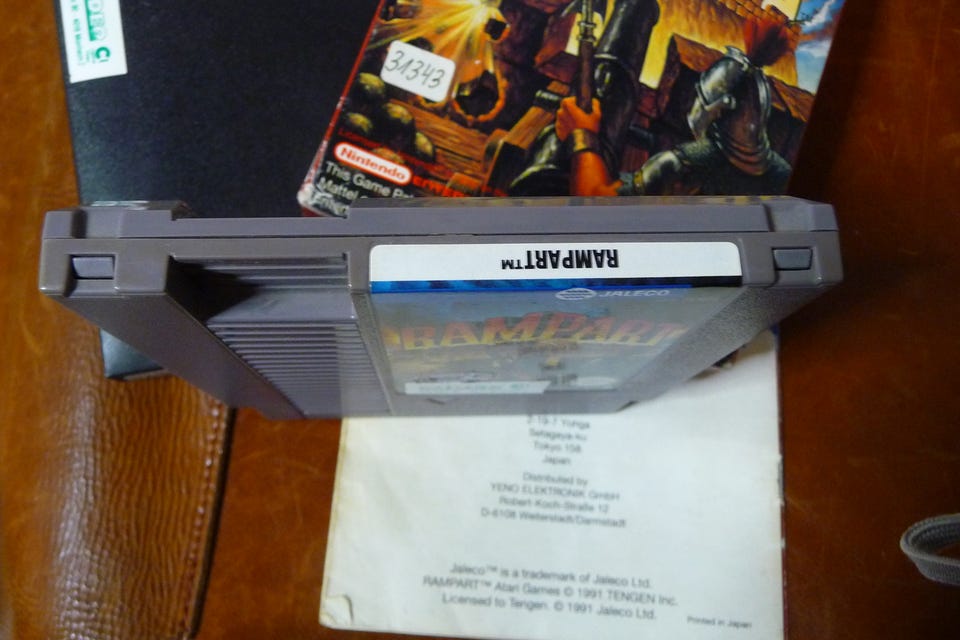 31343
Nintendo
This Game Pa
Mattel
RAMPART™
JALECO
RAMPART
2-19-7 Yohga
Setagaya-ku
Tokyo 158
Japan
Distributed by
YENO ELEKTRONIK GmbH
Robert-Koch-Straße 12
D-6108 Weiterstadt/Darmstadt
Jaleco™ is a trademark of Jaleco Ltd.
RAMPART™ Atari Games © 1991 TENGEN Inc.
Licensed to Tengen. © 1991 Jaleco Ltd.
Printed in Japan